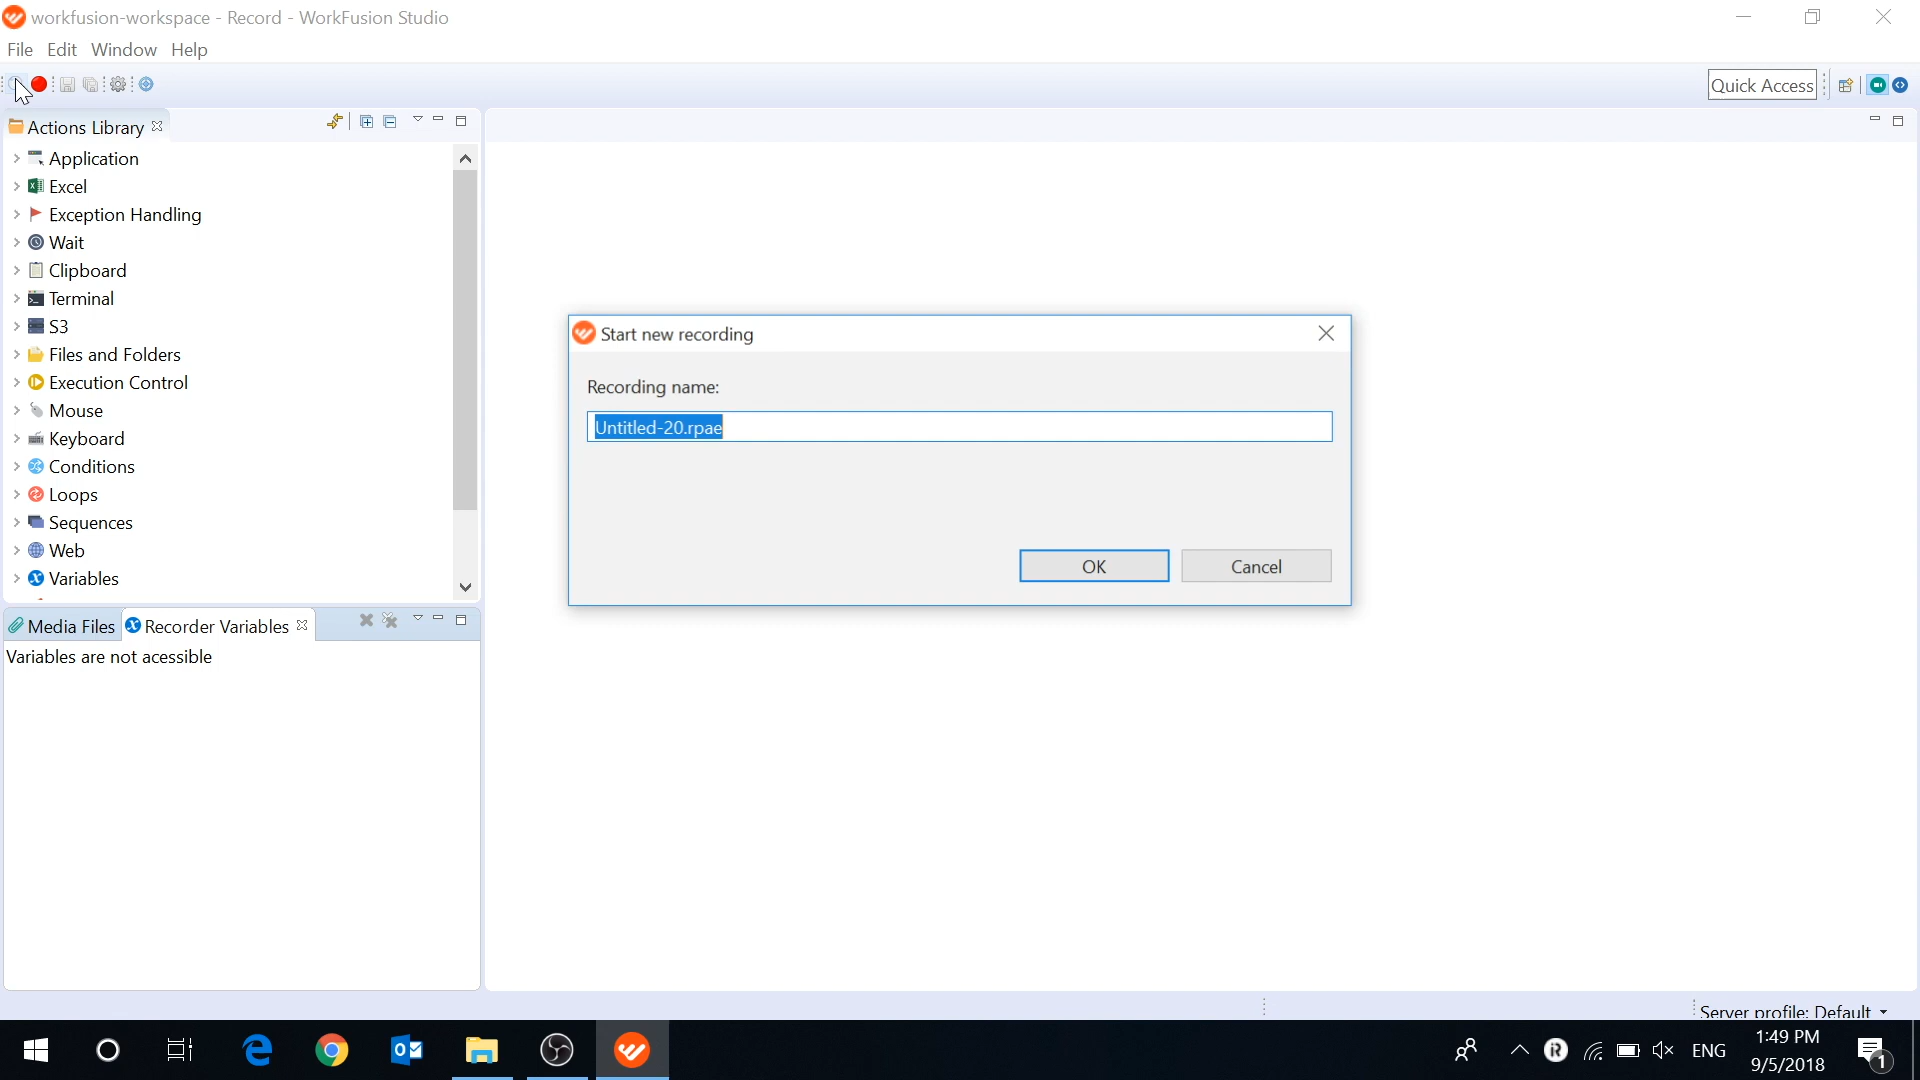 workfusion-workspace - Record - WorkFusion Studio
File Edit Window Help
Quick Access
Actions Library
Application
Excel
Exception Handling
Wait
Clipboard
Terminal
S3
Files and Folders
Execution Control
Mouse
Keyboard
Conditions
Loops
Sequences
Web
Variables
Start new recording
Recording name:
Untitled-20.rpae
OK Cancel
Media Files Recorder Variables
Variables are not acessible
Server profile: Default
ENG
1:49 PM
9/5/2018
1